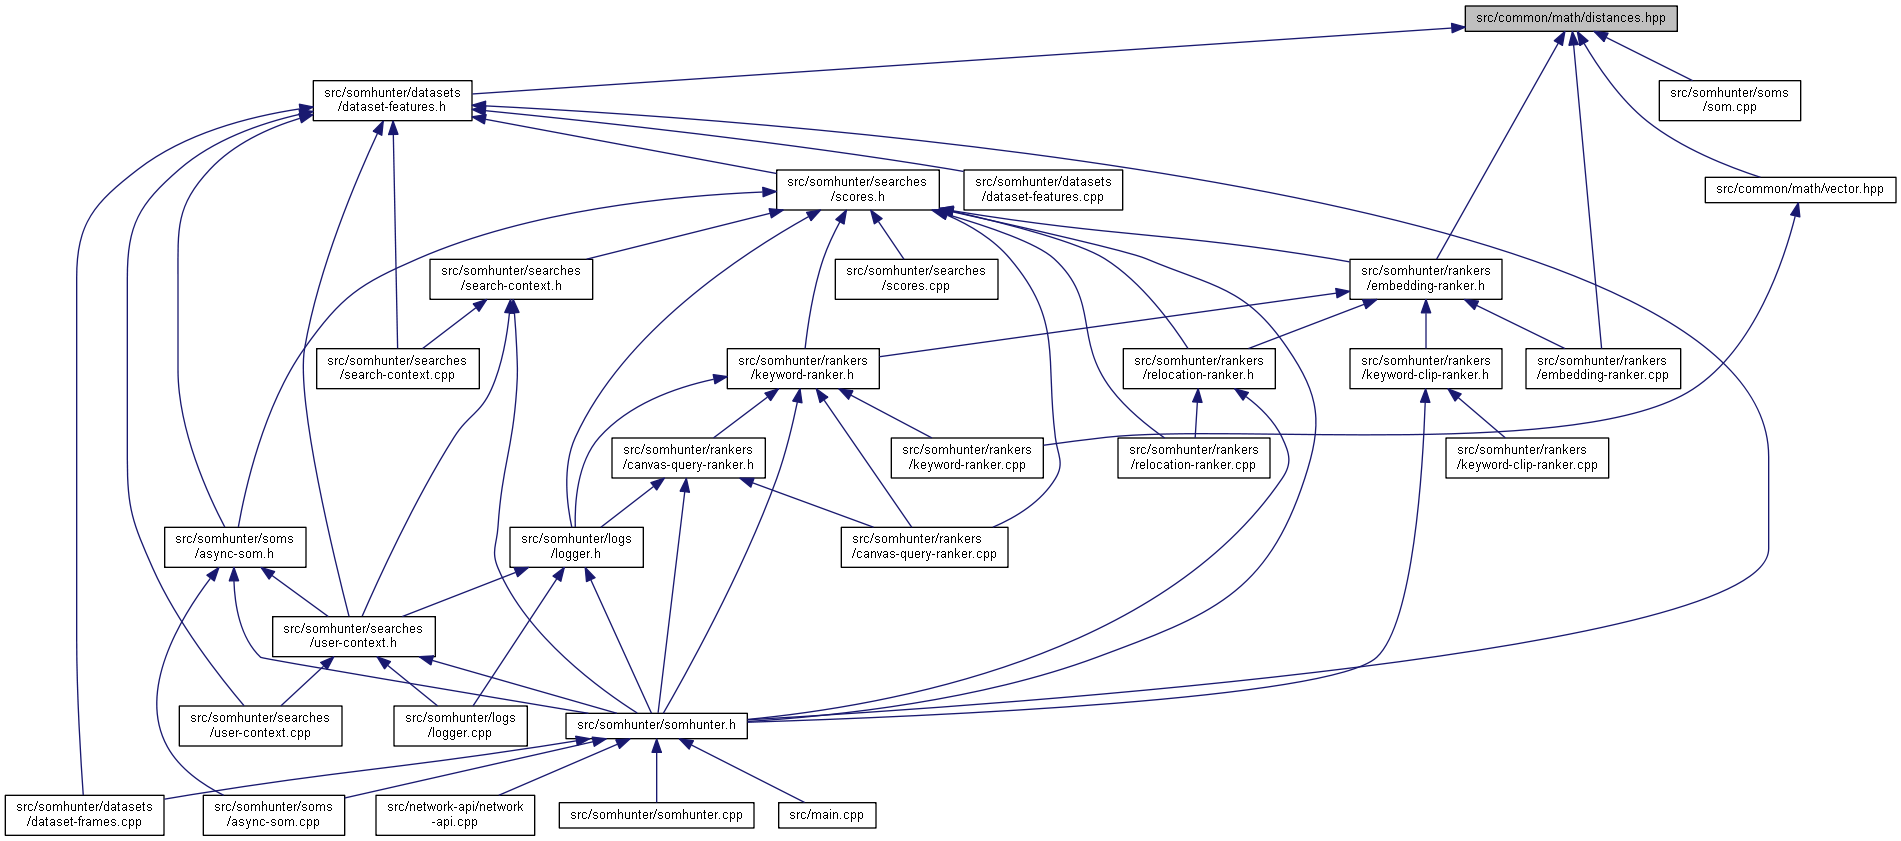 src/common/math/distances.hpp
src/somhunter/datasets
/dataset-features.h
src/somhunter/soms
/som.cpp
src/somhunter/searches
/scores.h
src/somhunter/datasets
/dataset-features.cpp
src/common/math/vector.hpp
src/somhunter/searches
/search-context.h
src/somhunter/searches
/scores.cpp
src/somhunter/rankers
/embedding-ranker.h
src/somhunter/searches
/search-context.cpp
src/somhunter/rankers
/keyword-ranker.h
src/somhunter/rankers
/relocation-ranker.h
src/somhunter/rankers
/keyword-clip-ranker.h
src/somhunter/rankers
/embedding-ranker.cpp
src/somhunter/rankers
/canvas-query-ranker.h
src/somhunter/rankers
/keyword-ranker.cpp
src/somhunter/rankers
/relocation-ranker.cpp
src/somhunter/rankers
/keyword-clip-ranker.cpp
src/somhunter/soms
/async-som.h
src/somhunter/logs
/logger.h
src/somhunter/rankers
/canvas-query-ranker.cpp
src/somhunter/searches
/user-context.h
src/somhunter/searches
/user-context.cpp
src/somhunter/logs
/logger.cpp
src/somhunter/somhunter.h
src/somhunter/datasets
/dataset-frames.cpp
src/somhunter/soms
/async-som.cpp
src/network-api/network
-api.cpp
src/somhunter/somhunter.cpp
src/main.cpp